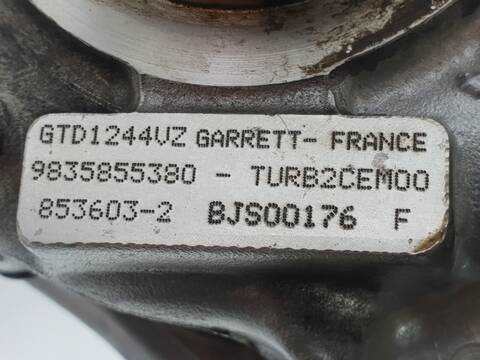 GTD1244VZ GARRETT- FRANCE
9835855380 - TURB2CEM00
853603-2 BJS00176 F